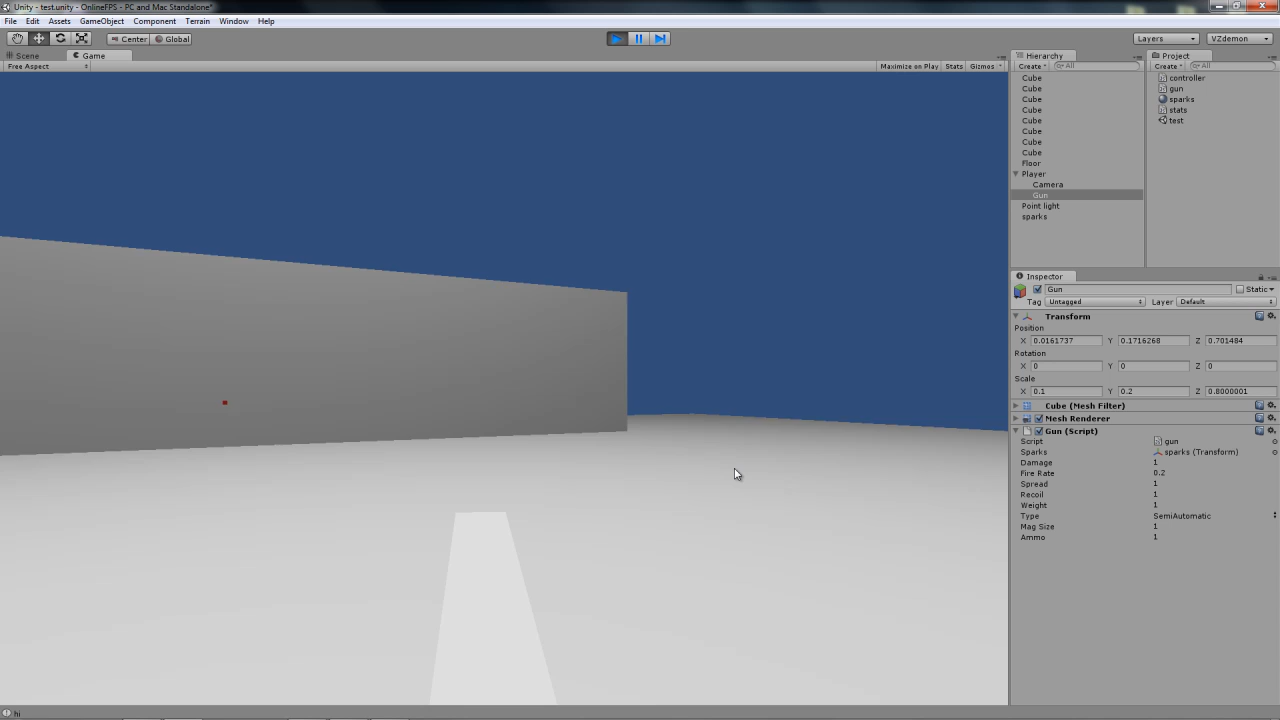 Unity - test.unity - OnlineFPS - PC and Mac Standalone*
File Edit Assets GameObject Component Terrain Window Help
Center Global Layers VZdemon
Scene Game
Free Aspect Maximize on Play Stats Gizmos
Hierarchy
Create All
Cube
Cube
Cube
Cube
Cube
Cube
Cube
Cube
Floor
Player
Camera
Gun
Point light
sparks
Project
Create All
controller
gun
sparks
stats
test
Inspector
Gun Static
Tag Untagged Layer Default
Transform
Position
X 0.0161737 Y 0.1716268 Z 0.701484
Rotation
X 0 Y 0 Z 0
Scale
X 0.1 Y 0.2 Z 0.8000001
Cube (Mesh Filter)
Mesh Renderer
Gun (Script)
Script gun
Sparks sparks (Transform)
Damage 1
Fire Rate 0.2
Spread 1
Recoil 1
Weight 1
Type SemiAutomatic
Mag Size 1
Ammo 1
hi